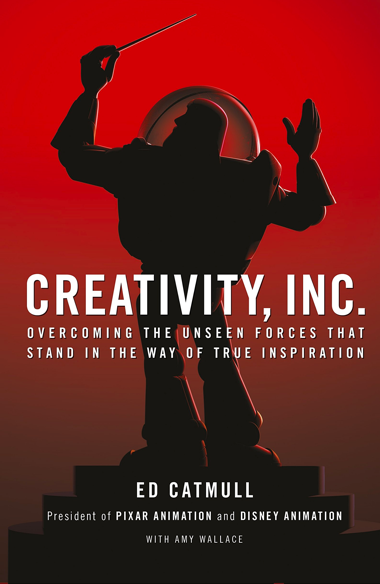 CREATIVITY, INC.
OVERCOMING THE UNSEEN FORCES THAT
STAND IN THE WAY OF TRUE INSPIRATION
ED CATMULL
President of PIXAR ANIMATION and DISNEY ANIMATION
WITH AMY WALLACE